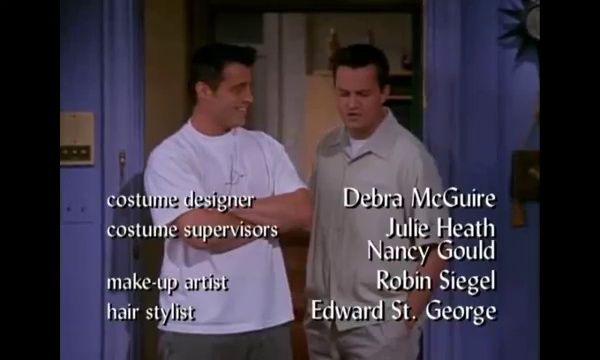 costume designer Debra McGuire
costume supervisors Julie Heath
Nancy Gould
make-up artist Robin Siegel
hair stylist Edward St. George